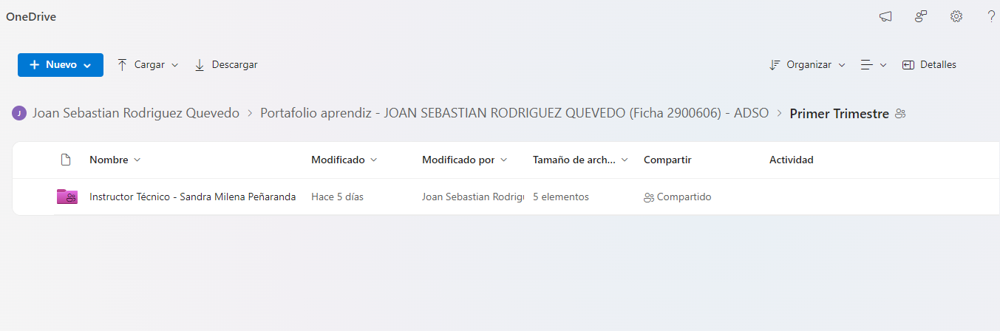 OneDrive
Nuevo Cargar Descargar Organizar Detalles
J Joan Sebastian Rodriguez Quevedo > Portafolio aprendiz - JOAN SEBASTIAN RODRIGUEZ QUEVEDO (Ficha 2900606) - ADSO > Primer Trimestre
Nombre Modificado Modificado por Tamaño de arch... Compartir Actividad
Instructor Técnico - Sandra Milena Peñaranda Hace 5 días Joan Sebastian Rodrigu 5 elementos Compartido